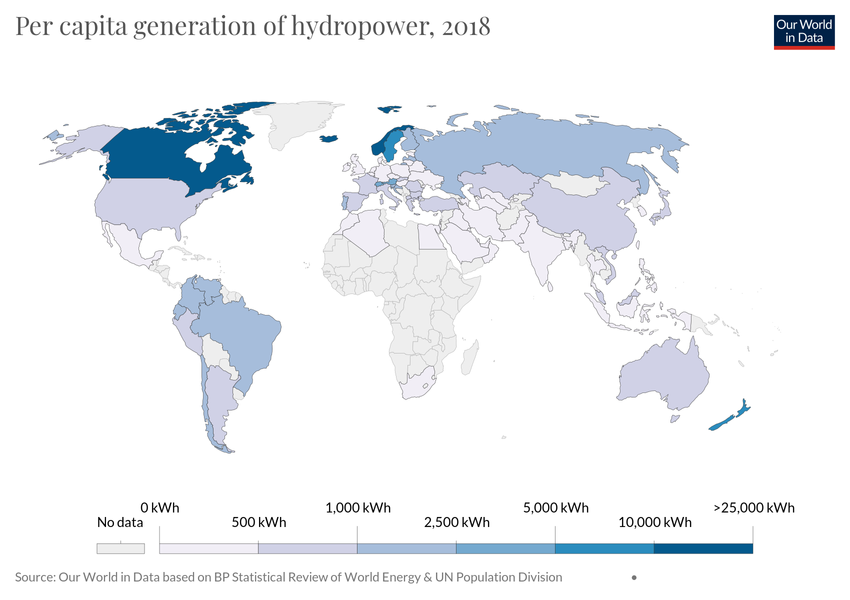 Per capita generation of hydropower, 2018
Our World
in Data
0 kWh 1,000 kWh 5,000 kWh >25,000 kWh
No data 500 kWh 2,500 kWh 10,000 kWh
Source: Our World in Data based on BP Statistical Review of World Energy & UN Population Division •